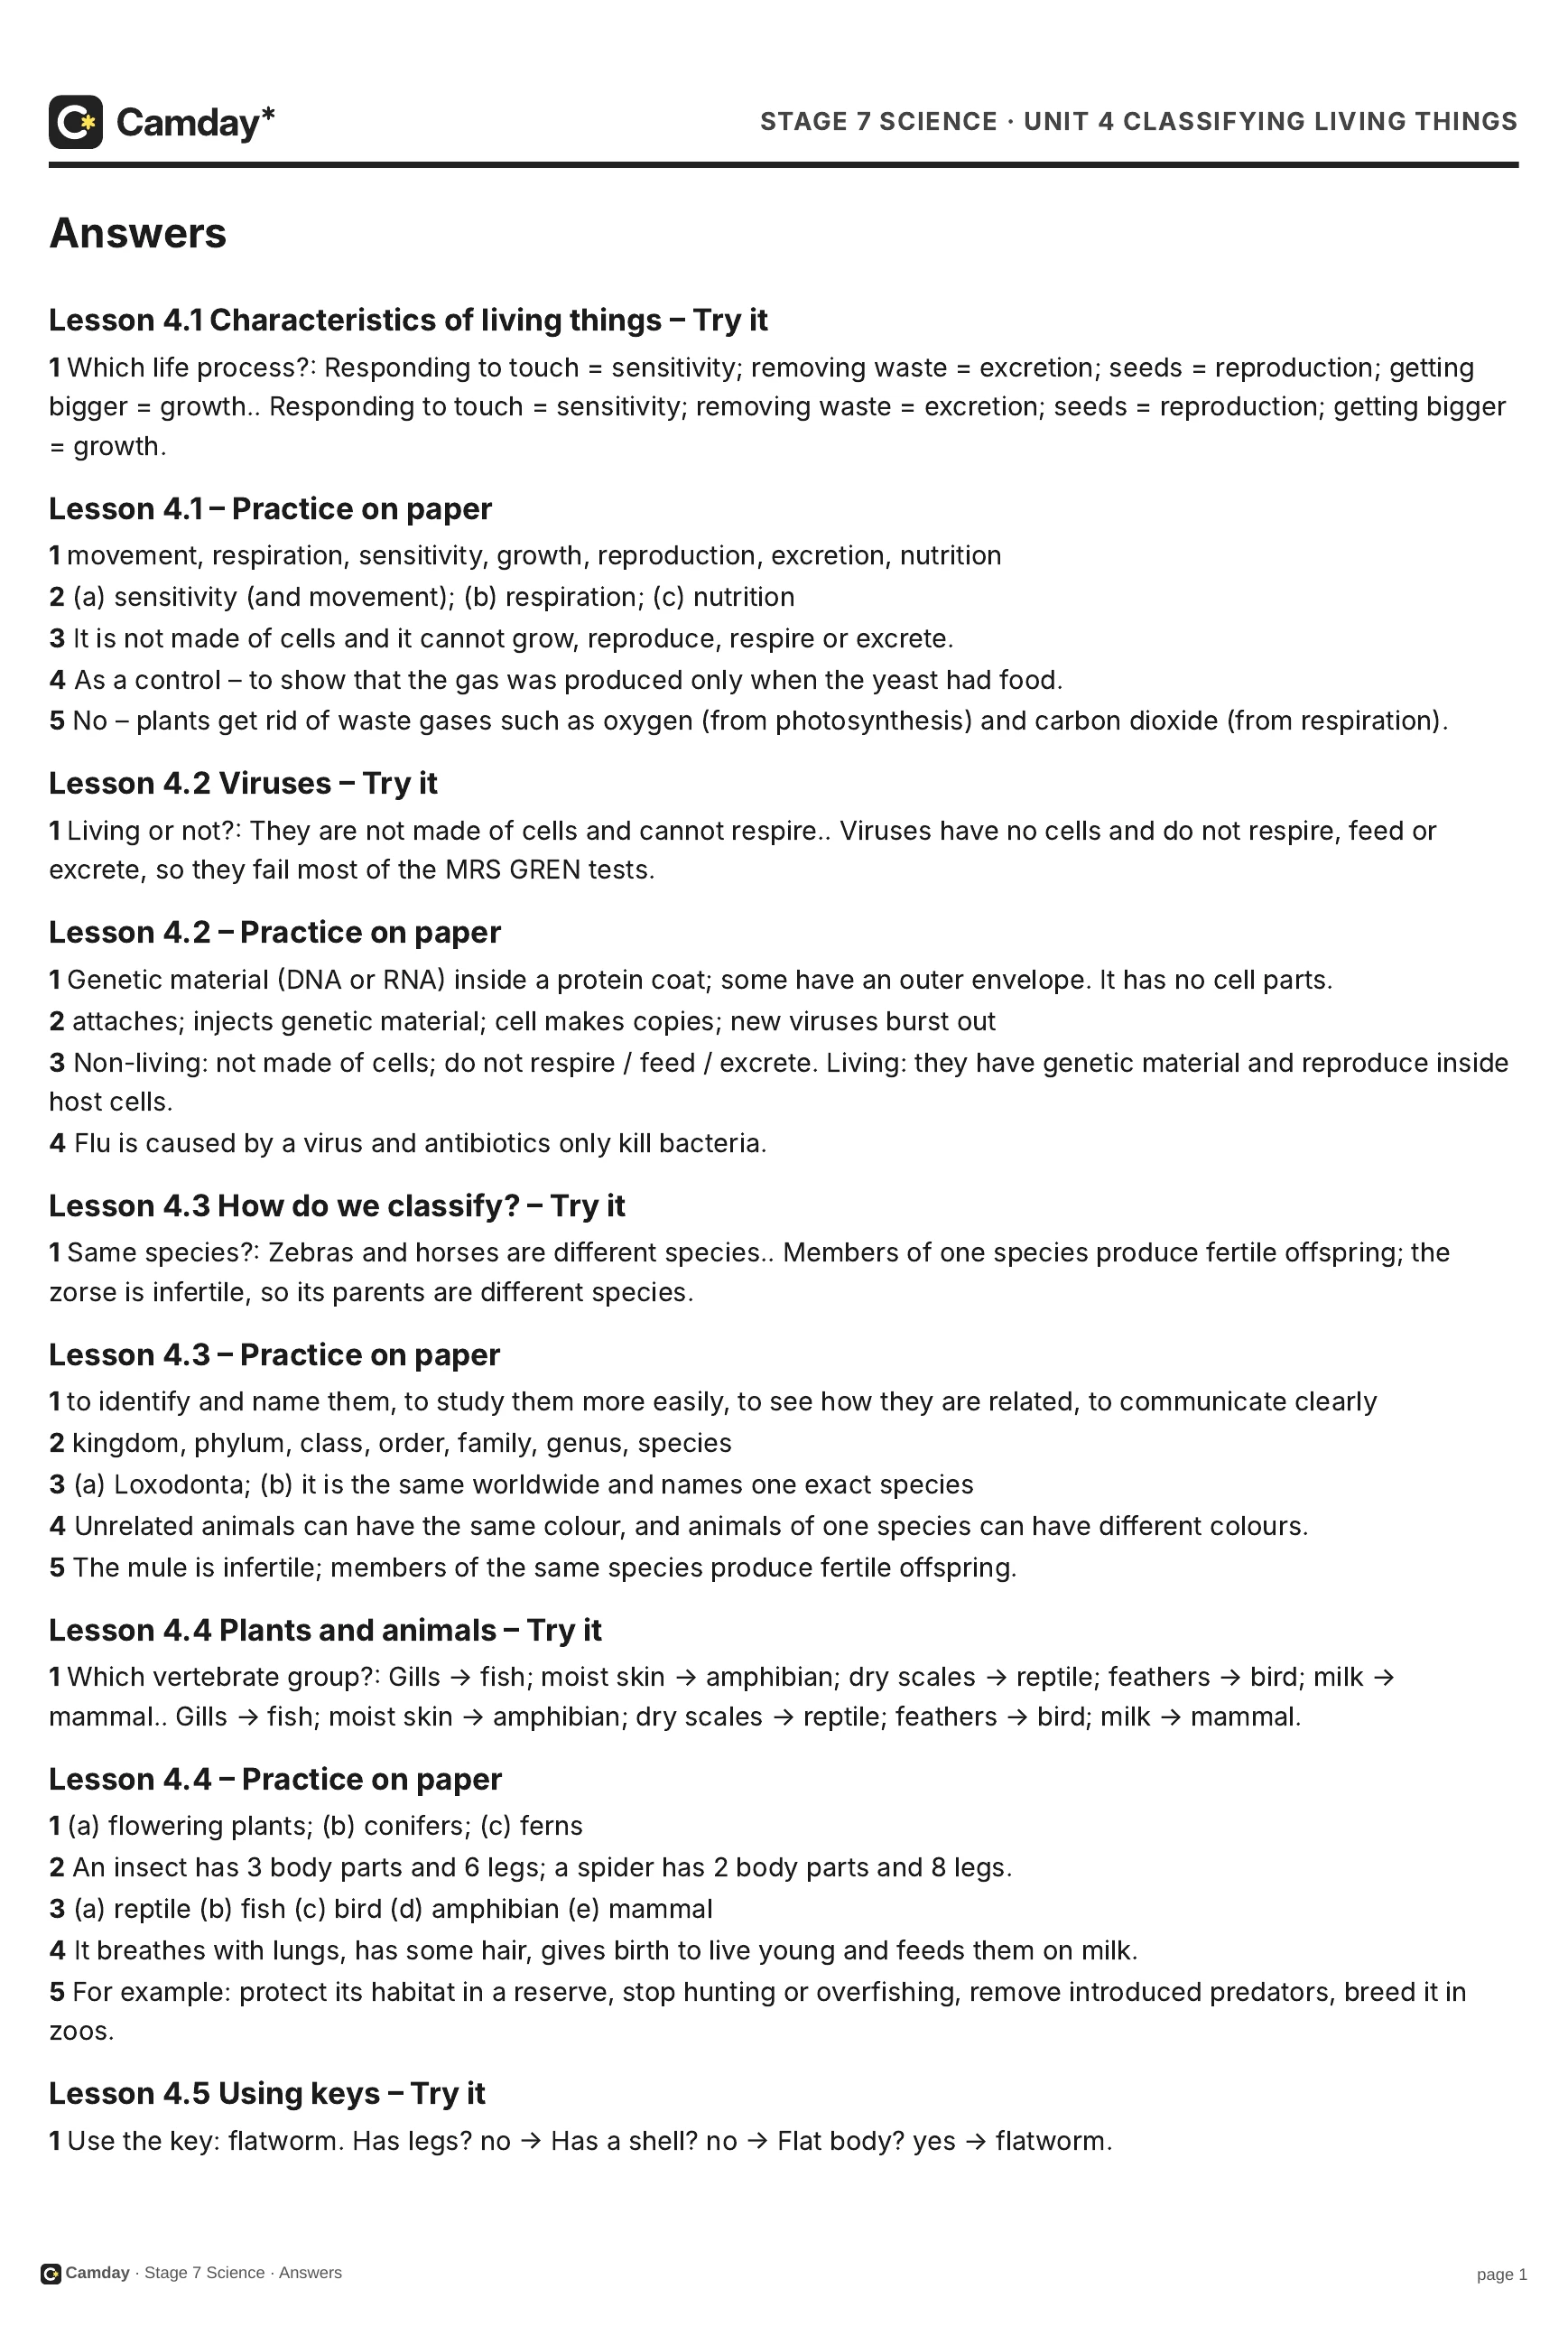 Camday*
STAGE 7 SCIENCE · UNIT 4 CLASSIFYING LIVING THINGS
Answers
Lesson 4.1 Characteristics of living things – Try it
1 Which life process?: Responding to touch = sensitivity; removing waste = excretion; seeds = reproduction; getting
bigger = growth.. Responding to touch = sensitivity; removing waste = excretion; seeds = reproduction; getting bigger
= growth.
Lesson 4.1 – Practice on paper
1 movement, respiration, sensitivity, growth, reproduction, excretion, nutrition
2 (a) sensitivity (and movement); (b) respiration; (c) nutrition
3 It is not made of cells and it cannot grow, reproduce, respire or excrete.
4 As a control – to show that the gas was produced only when the yeast had food.
5 No – plants get rid of waste gases such as oxygen (from photosynthesis) and carbon dioxide (from respiration).
Lesson 4.2 Viruses – Try it
1 Living or not?: They are not made of cells and cannot respire.. Viruses have no cells and do not respire, feed or
excrete, so they fail most of the MRS GREN tests.
Lesson 4.2 – Practice on paper
1 Genetic material (DNA or RNA) inside a protein coat; some have an outer envelope. It has no cell parts.
2 attaches; injects genetic material; cell makes copies; new viruses burst out
3 Non-living: not made of cells; do not respire / feed / excrete. Living: they have genetic material and reproduce inside
host cells.
4 Flu is caused by a virus and antibiotics only kill bacteria.
Lesson 4.3 How do we classify? – Try it
1 Same species?: Zebras and horses are different species.. Members of one species produce fertile offspring; the
zorse is infertile, so its parents are different species.
Lesson 4.3 – Practice on paper
1 to identify and name them, to study them more easily, to see how they are related, to communicate clearly
2 kingdom, phylum, class, order, family, genus, species
3 (a) Loxodonta; (b) it is the same worldwide and names one exact species
4 Unrelated animals can have the same colour, and animals of one species can have different colours.
5 The mule is infertile; members of the same species produce fertile offspring.
Lesson 4.4 Plants and animals – Try it
1 Which vertebrate group?: Gills → fish; moist skin → amphibian; dry scales → reptile; feathers → bird; milk →
mammal.. Gills → fish; moist skin → amphibian; dry scales → reptile; feathers → bird; milk → mammal.
Lesson 4.4 – Practice on paper
1 (a) flowering plants; (b) conifers; (c) ferns
2 An insect has 3 body parts and 6 legs; a spider has 2 body parts and 8 legs.
3 (a) reptile (b) fish (c) bird (d) amphibian (e) mammal
4 It breathes with lungs, has some hair, gives birth to live young and feeds them on milk.
5 For example: protect its habitat in a reserve, stop hunting or overfishing, remove introduced predators, breed it in
zoos.
Lesson 4.5 Using keys – Try it
1 Use the key: flatworm. Has legs? no → Has a shell? no → Flat body? yes → flatworm.
Camday · Stage 7 Science · Answers
page 1